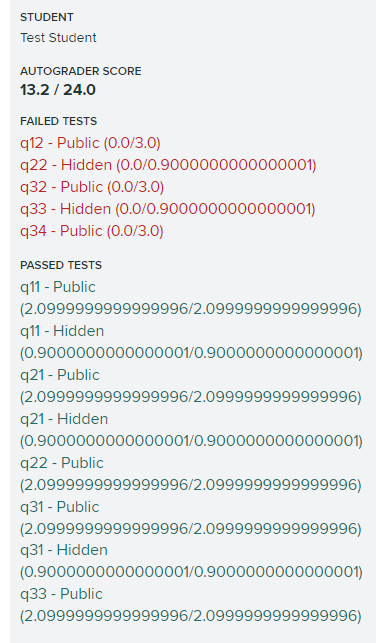 STUDENT
Test Student
AUTOGRADER SCORE
13.2 / 24.0
FAILED TESTS
q12 - Public (0.0/3.0)
q22 - Hidden (0.0/0.9000000000000001)
q32 - Public (0.0/3.0)
q33 - Hidden (0.0/0.9000000000000001)
q34 - Public (0.0/3.0)
PASSED TESTS
q11 - Public
(2.0999999999999996/2.0999999999999996)
q11 - Hidden
(0.9000000000000001/0.9000000000000001)
q21 - Public
(2.0999999999999996/2.0999999999999996)
q21 - Hidden
(0.9000000000000001/0.9000000000000001)
q22 - Public
(2.0999999999999996/2.0999999999999996)
q31 - Public
(2.0999999999999996/2.0999999999999996)
q31 - Hidden
(0.9000000000000001/0.9000000000000001)
q33 - Public
(2.0999999999999996/2.0999999999999996)